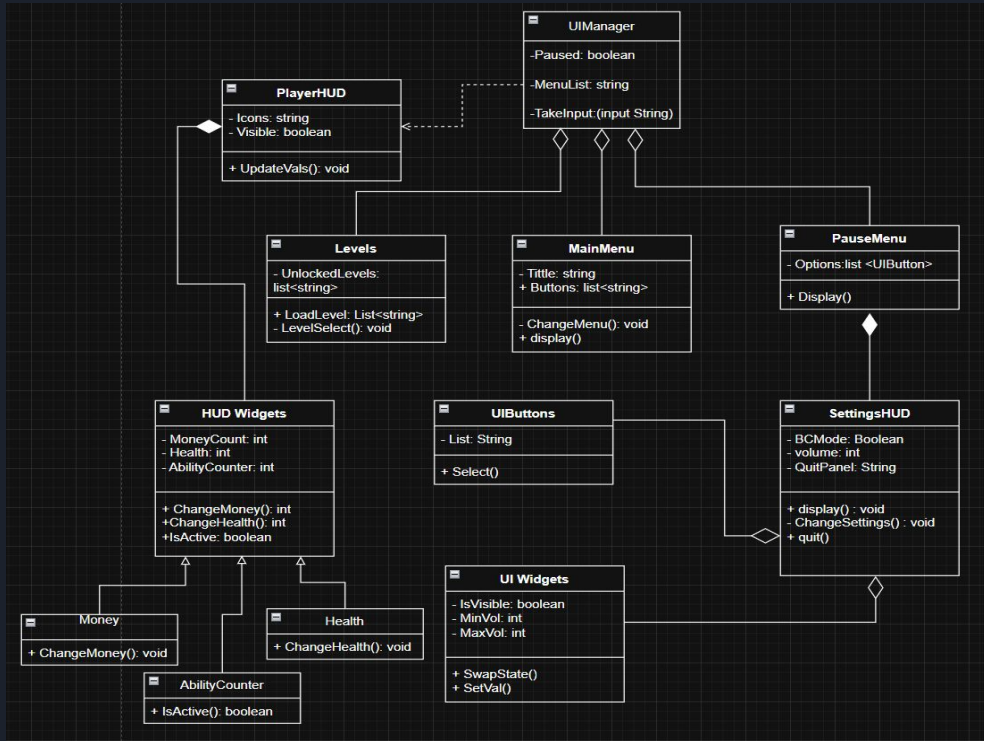 UIManager
-Paused: boolean
-MenuList: string
-TakeInput:(input String)
PlayerHUD
- Icons: string
- Visible: boolean
+ UpdateVals(): void
Levels
- UnlockedLevels:
list<string>
+ LoadLevel: List<string>
- LevelSelect(): void
MainMenu
- Tittle: string
+ Buttons: list<string>
- ChangeMenu(): void
+ display()
PauseMenu
- Options:list <UIButton>
+ Display()
HUD Widgets
- MoneyCount: int
- Health: int
- AbilityCounter: int
+ ChangeMoney(): int
+ChangeHealth(): int
+IsActive: boolean
UIButtons
- List: String
+ Select()
SettingsHUD
- BCMode: Boolean
- volume: int
- QuitPanel: String
+ display() : void
- ChangeSettings() : void
+ quit()
UI Widgets
- IsVisible: boolean
- MinVol: int
- MaxVol: int
+ SwapState()
+ SetVal()
Money
+ ChangeMoney(): void
Health
+ ChangeHealth(): void
AbilityCounter
+ IsActive(): boolean